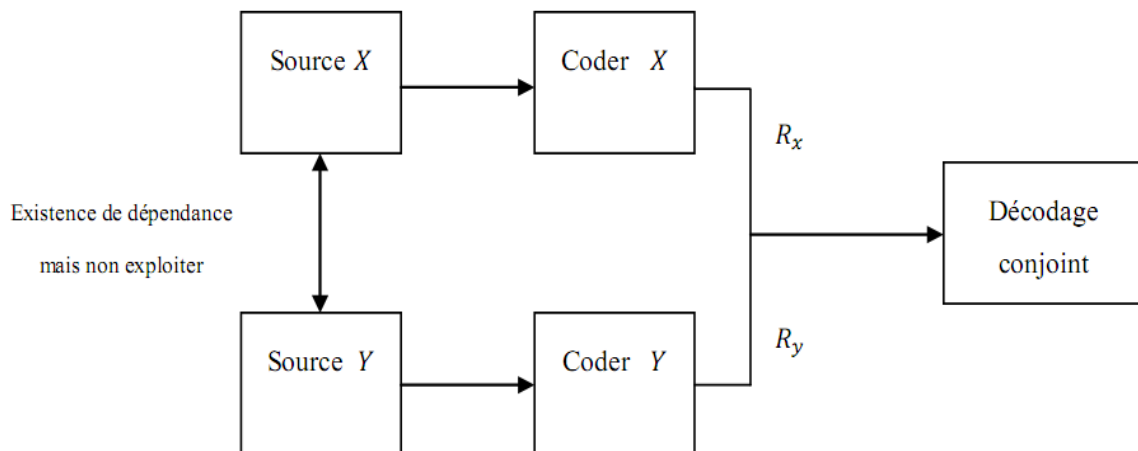 Source X
Coder X
R_x
Existence de dépendance
mais non exploiter
Décodage
conjoint
Source Y
Coder Y
R_y